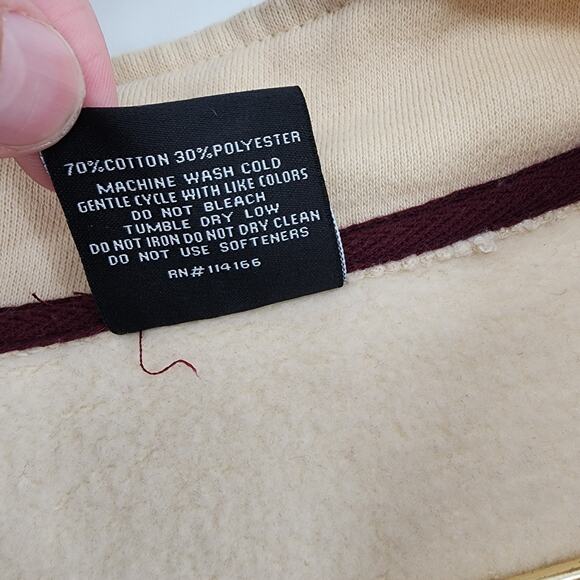 70%COTTON 30%POLYESTER
MACHINE WASH COLD
GENTLE CYCLE WITH LIKE COLORS
DO NOT BLEACH
TUMBLE DRY LOW
DO NOT IRON DO NOT DRY CLEAN
DO NOT USE SOFTENERS
RN#114166